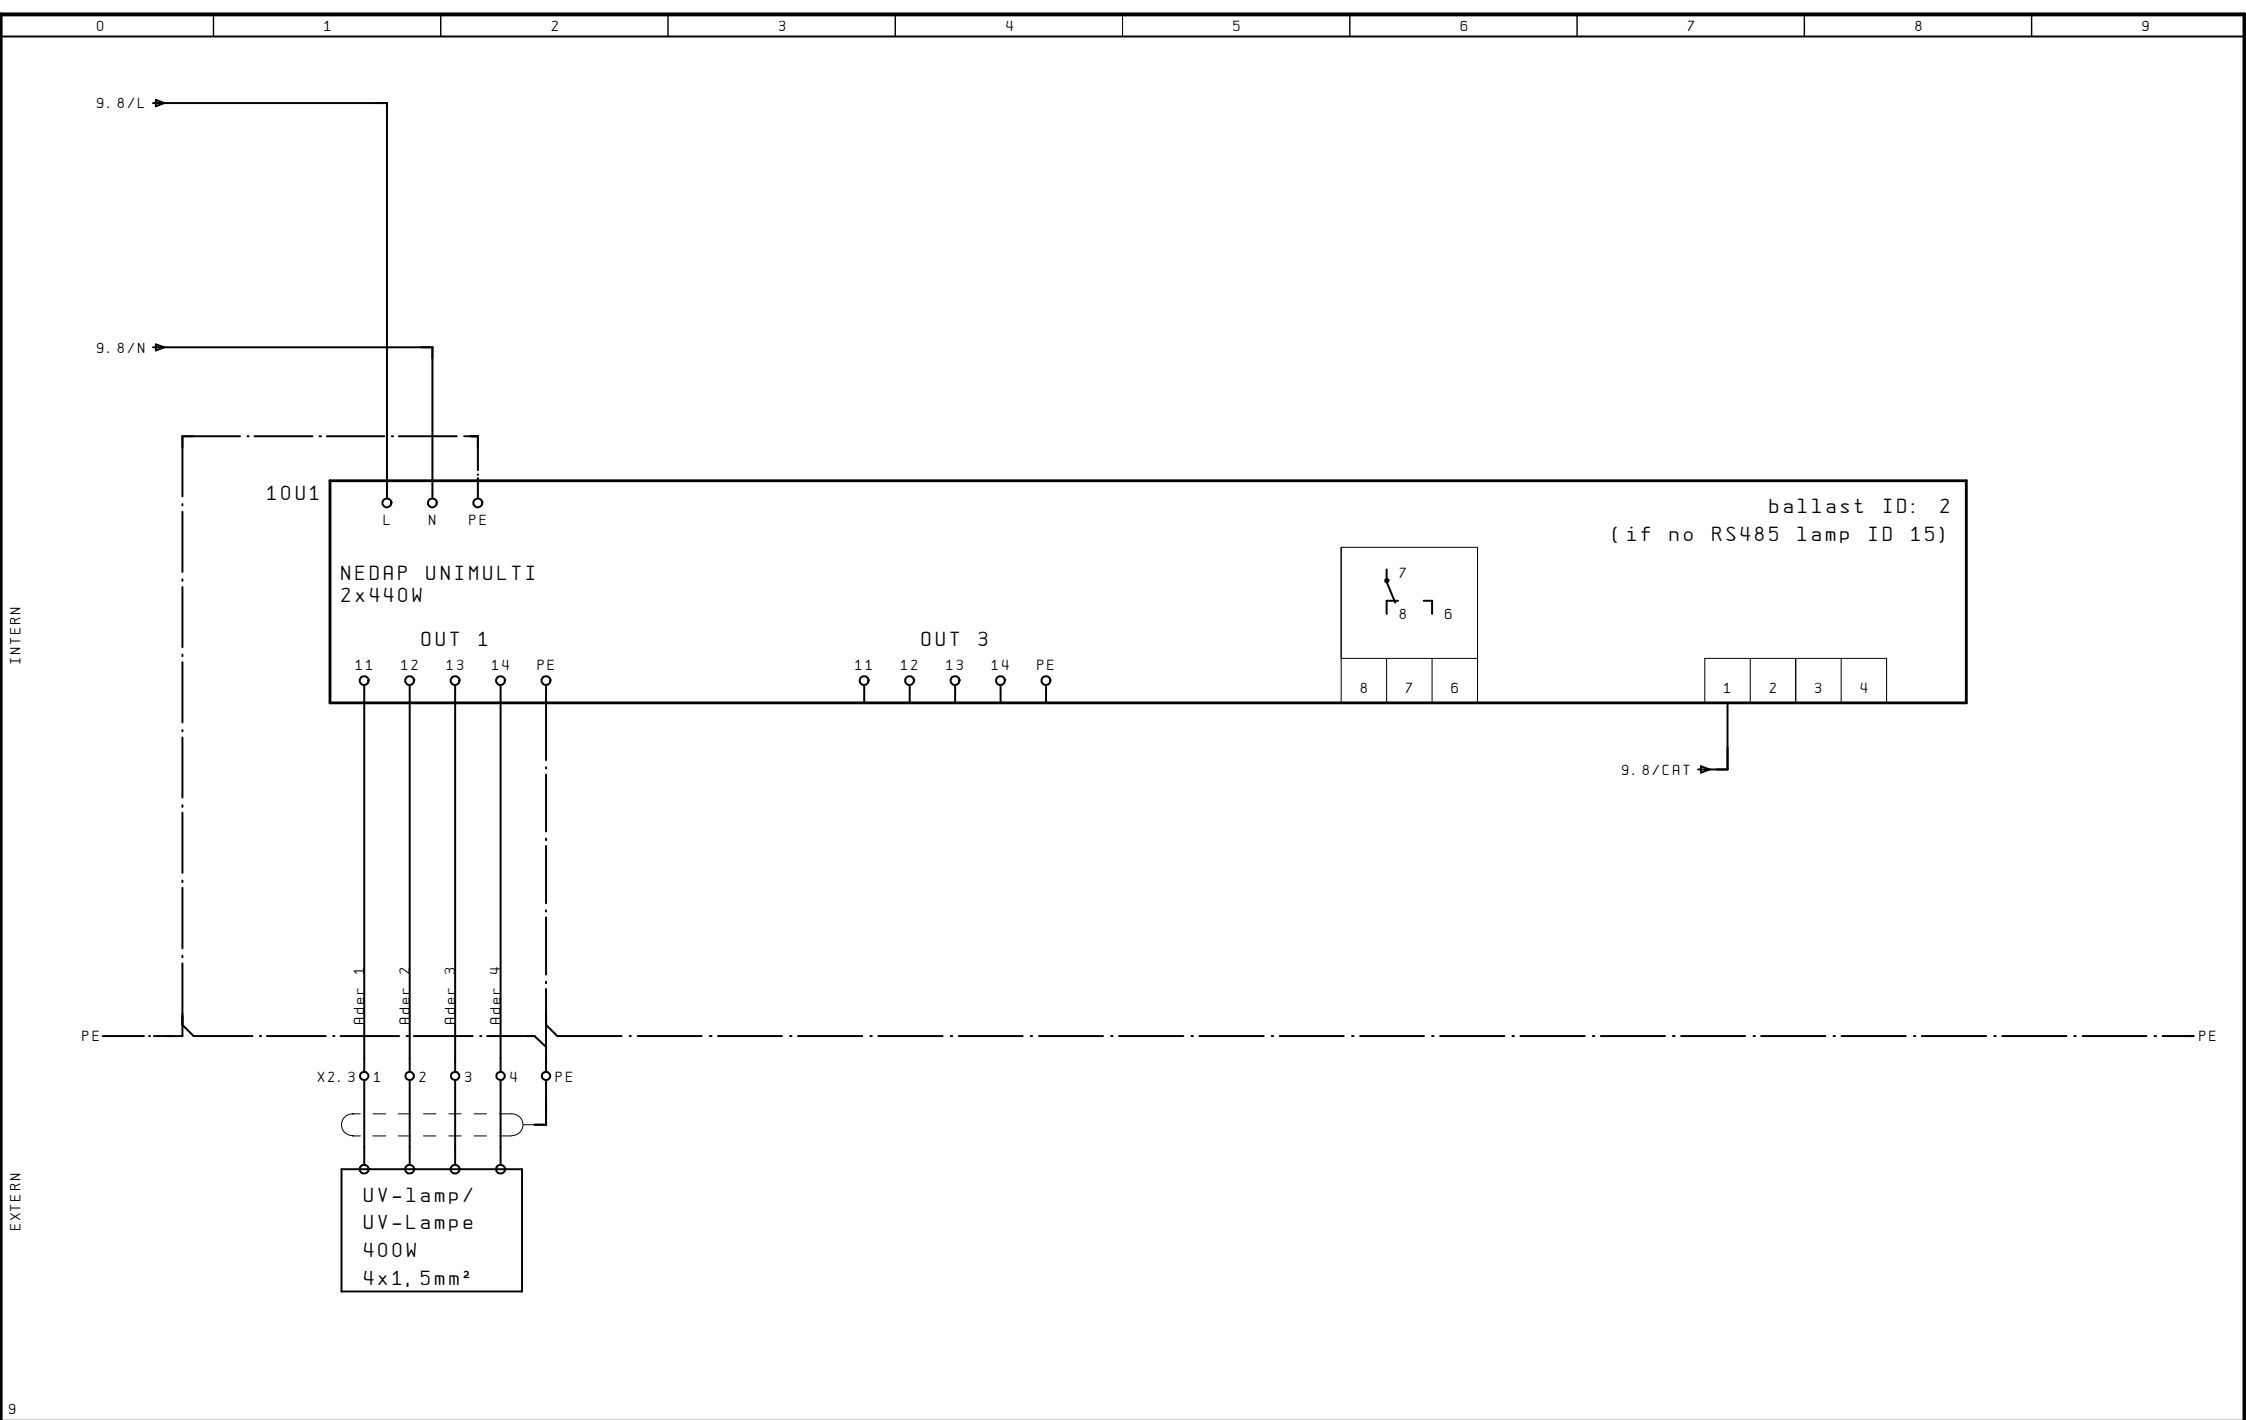 0 1 2 3 4 5 6 7 8 9
9.8/L
9.8/N
10U1
L N PE
ballast ID: 2
(if no RS485 lamp ID 15)
NEDAP UNIMULTI
2x440W
7
8 6
INTERN
OUT 1
OUT 3
11 12 13 14 PE
11 12 13 14 PE
8 7 6
1 2 3 4
9.8/CAT
Ader 1
Ader 2
Ader 3
Ader 4
PE
PE
X2.3 1 2 3 4 PE
EXTERN
UV-lamp/
UV-Lampe
400W
4x1,5mm²
9